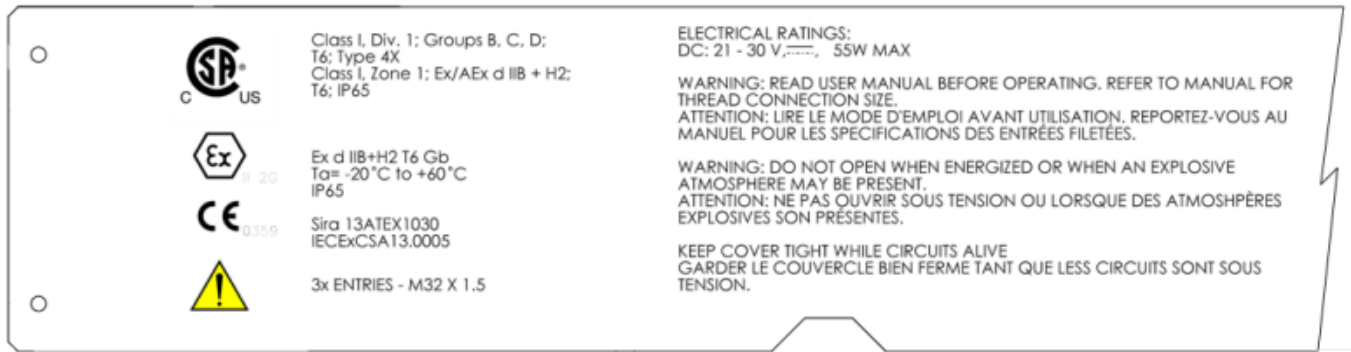 CSA
C US
Class I, Div. 1; Groups B, C, D;
T6; Type 4X
Class I, Zone 1; Ex/AEx d IIB + H2;
T6; IP65
Ex
II 2G
Ex d IIB+H2 T6 Gb
Ta= -20°C to +60°C
IP65
CE
0359
Sira 13ATEX1030
IECExCSA13.0005
3x ENTRIES - M32 X 1.5
ELECTRICAL RATINGS:
DC: 21 - 30 V, ⎓, 55W MAX
WARNING: READ USER MANUAL BEFORE OPERATING. REFER TO MANUAL FOR
THREAD CONNECTION SIZE.
ATTENTION: LIRE LE MODE D'EMPLOI AVANT UTILISATION. REPORTEZ-VOUS AU
MANUEL POUR LES SPECIFICATIONS DES ENTRÉES FILETÉES.
WARNING: DO NOT OPEN WHEN ENERGIZED OR WHEN AN EXPLOSIVE
ATMOSPHERE MAY BE PRESENT.
ATTENTION: NE PAS OUVRIR SOUS TENSION OU LORSQUE DES ATMOSHPÈRES
EXPLOSIVES SON PRÉSENTES.
KEEP COVER TIGHT WHILE CIRCUITS ALIVE
GARDER LE COUVERCLE BIEN FERME TANT QUE LESS CIRCUITS SONT SOUS
TENSION.